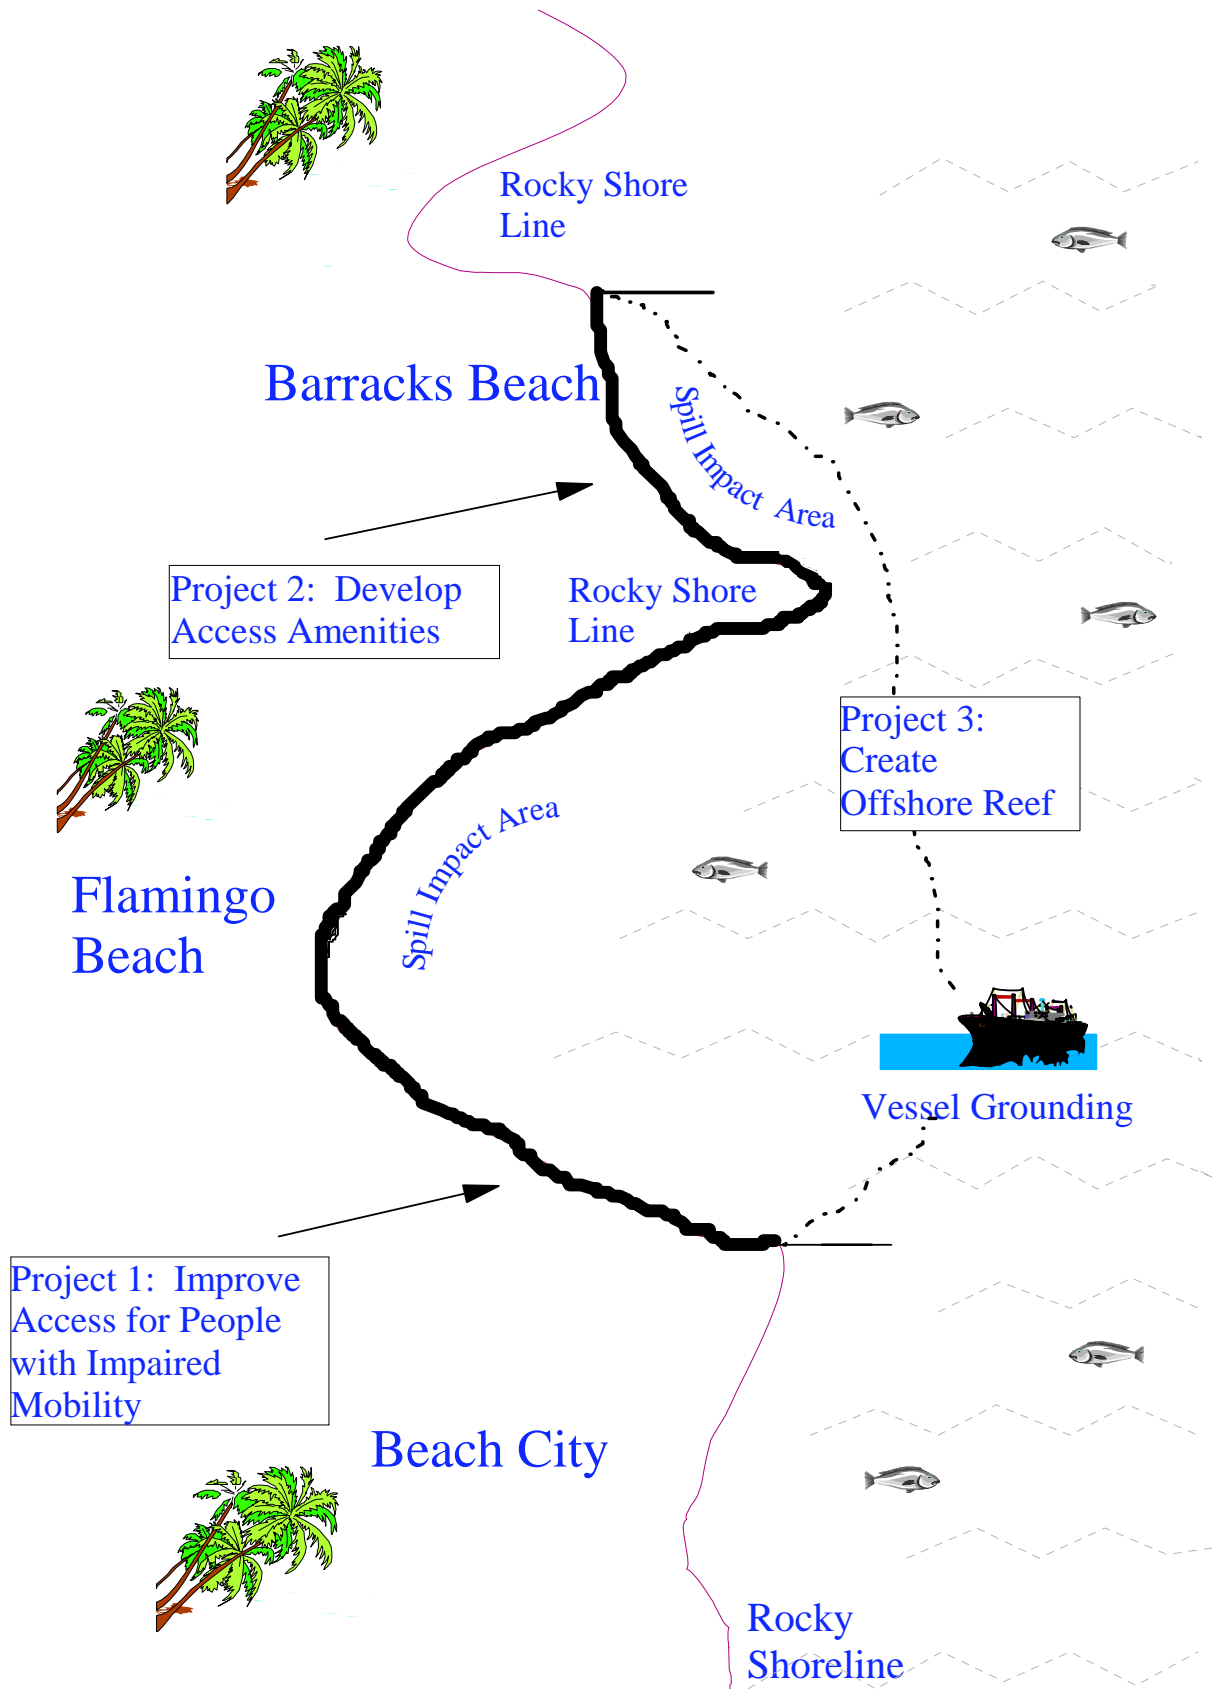 Rocky Shore
Line
Barracks Beach
Spill Impact Area
Project 2: Develop
Access Amenities
Rocky Shore
Line
Project 3:
Create
Offshore Reef
Spill Impact Area
Flamingo
Beach
Vessel Grounding
Project 1: Improve
Access for People
with Impaired
Mobility
Beach City
Rocky
Shoreline